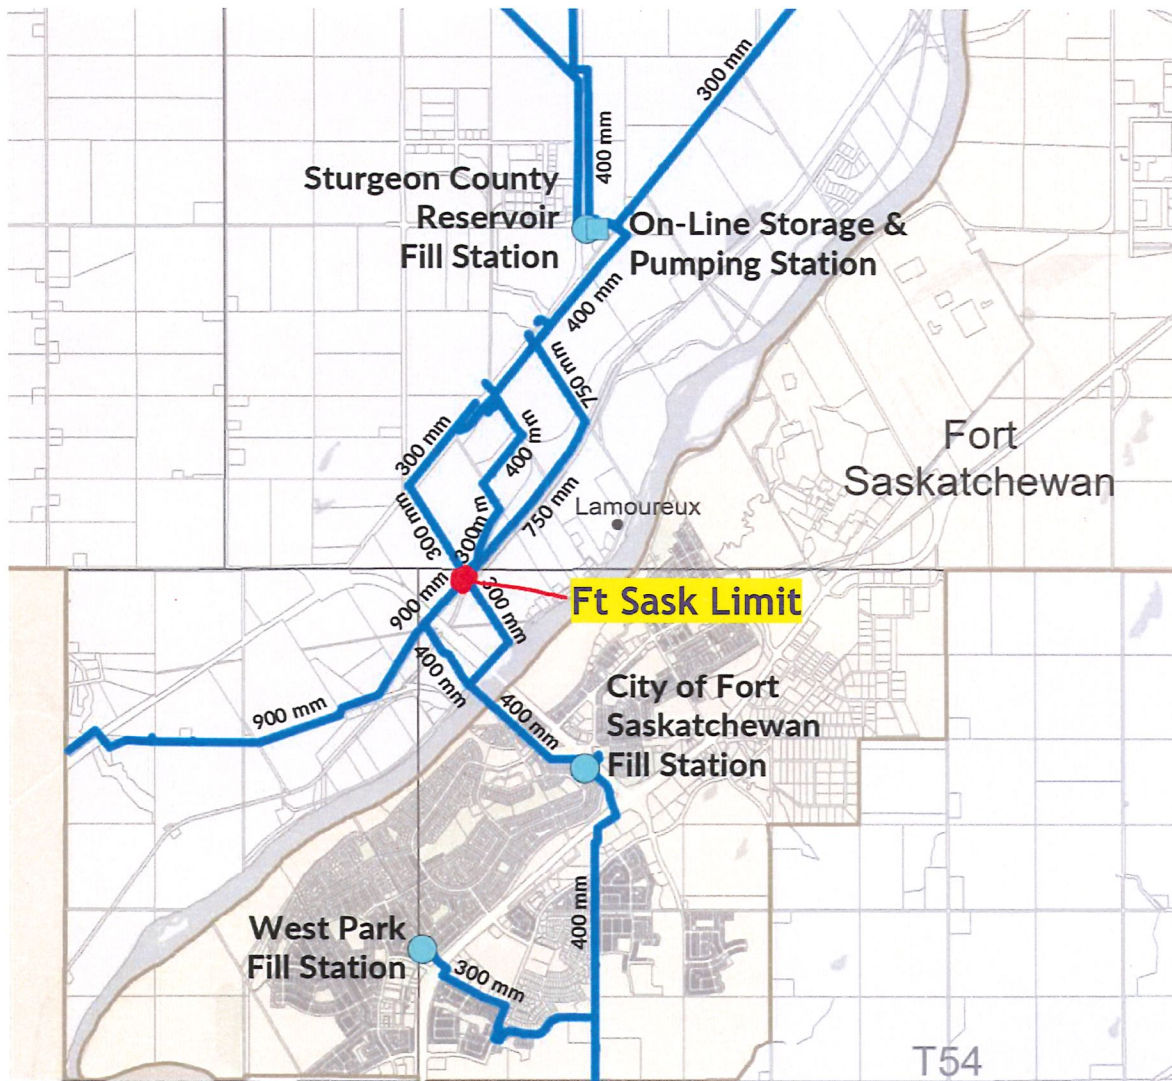 300 mm
400 mm
Sturgeon County
Reservoir
Fill Station
On-Line Storage &
Pumping Station
400 mm
750 mm
300 mm
400 mm
Fort
Saskatchewan
750 mm
Lamoureux
300 mm
300m m
900 mm
300 mm
Ft Sask Limit
400 mm
900 mm
400 mm
City of Fort
Saskatchewan
Fill Station
400 mm
West Park
Fill Station
300 mm
T54